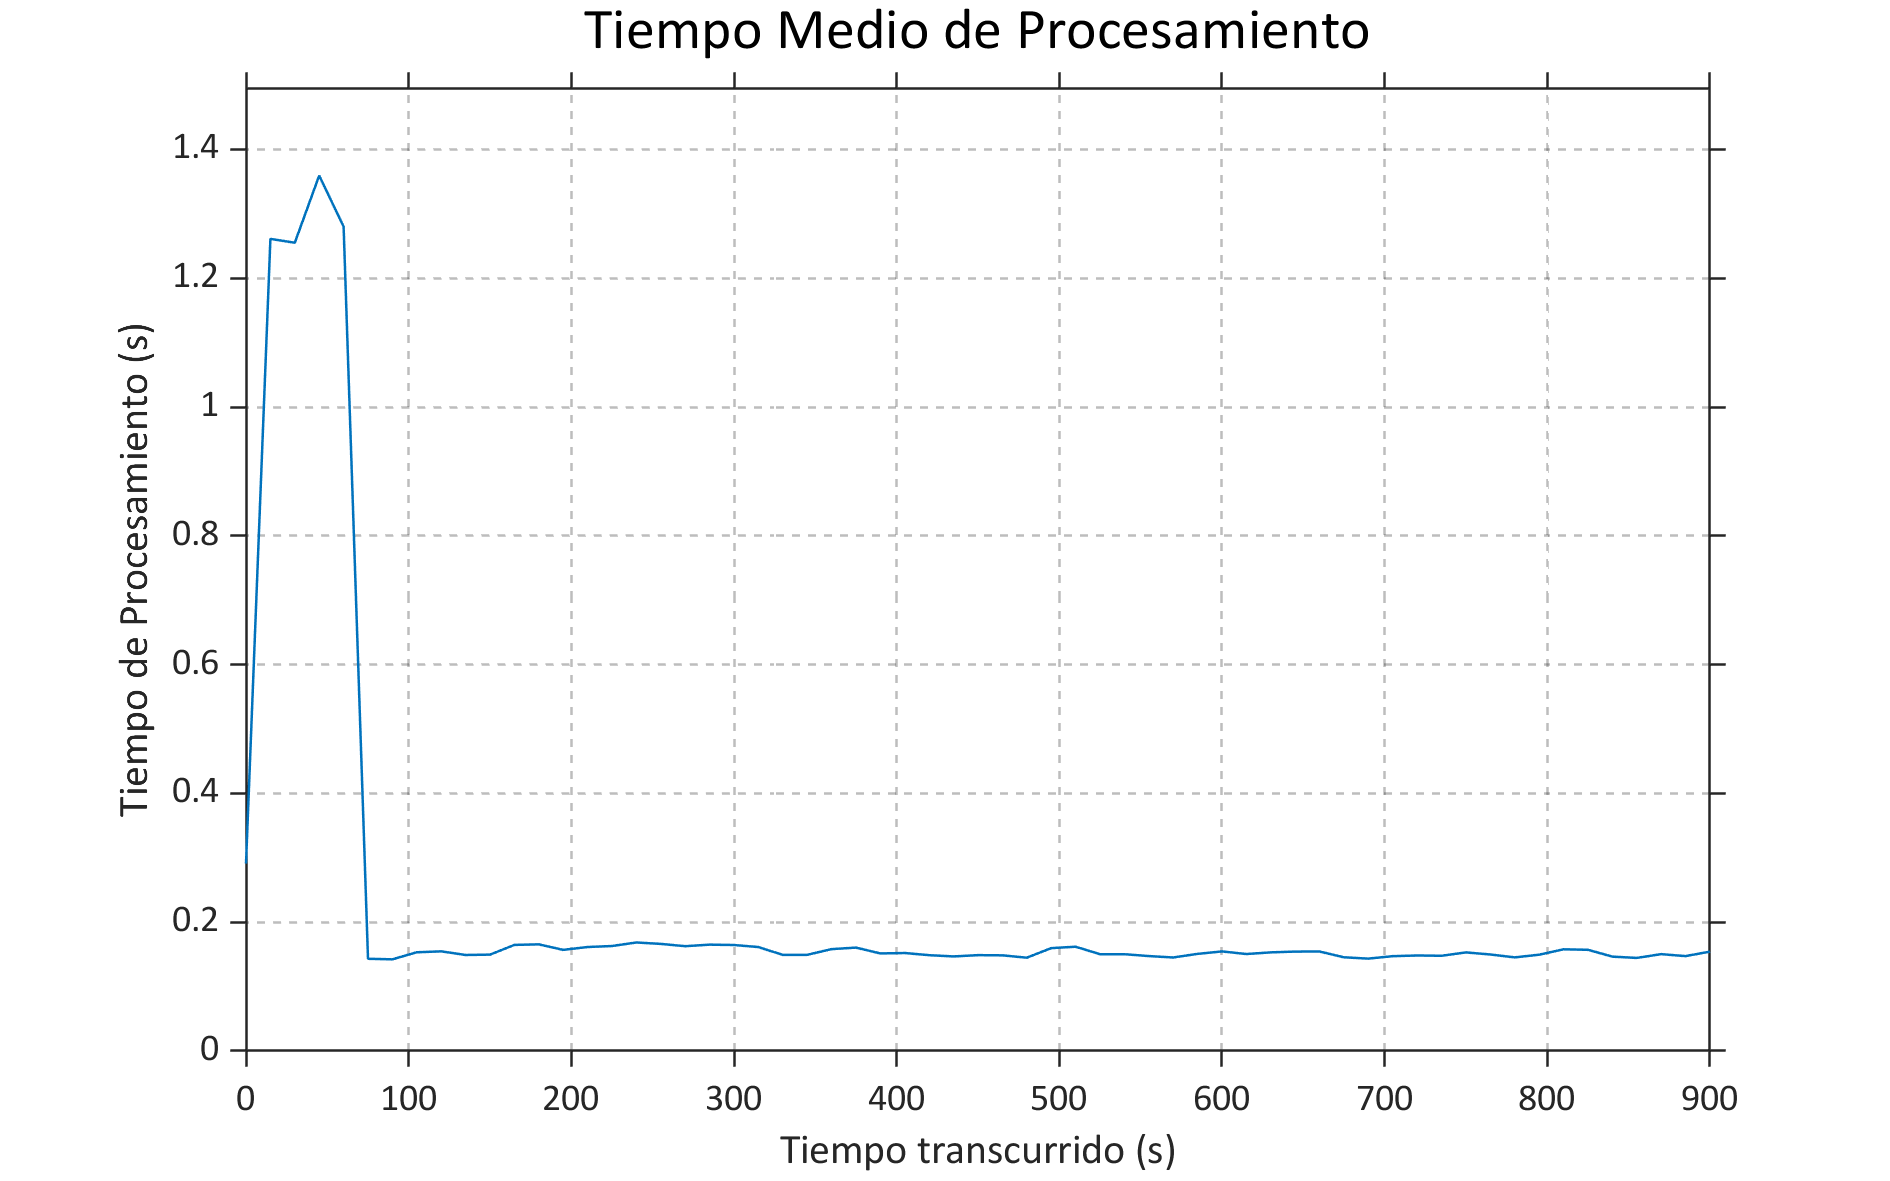 Tiempo Medio de Procesamiento
1.4
1.2
1
0.8
0.6
0.4
0.2
0
Tiempo de Procesamiento (s)
0 100 200 300 400 500 600 700 800 900
Tiempo transcurrido (s)